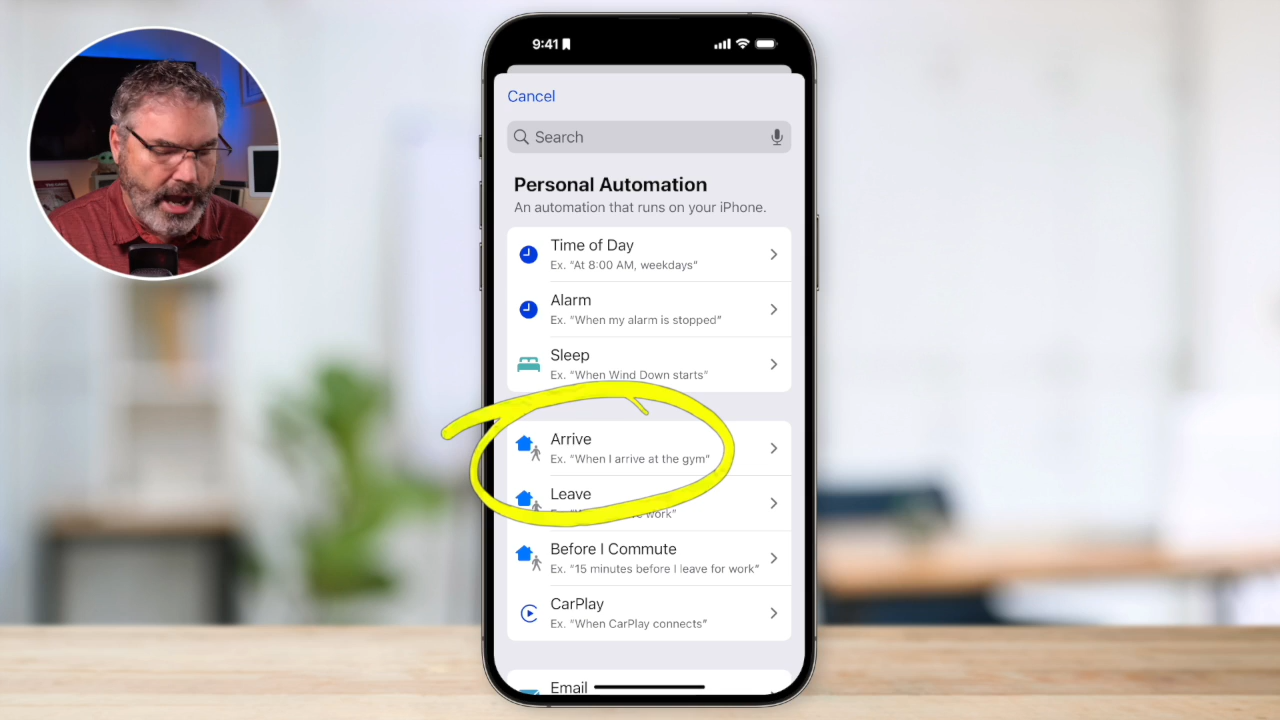 9:41
Cancel
Search
Personal Automation
An automation that runs on your iPhone.
Time of Day
Ex. “At 8:00 AM, weekdays”
Alarm
Ex. “When my alarm is stopped”
Sleep
Ex. “When Wind Down starts”
Arrive
Ex. “When I arrive at the gym”
Leave
work”
Before I Commute
Ex. “15 minutes before I leave for work”
CarPlay
Ex. “When CarPlay connects”
Email